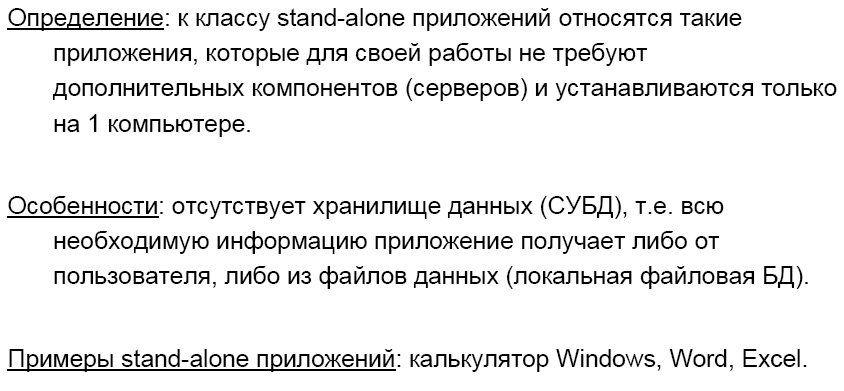 Определение: к классу stand-alone приложений относятся такие
приложения, которые для своей работы не требуют
дополнительных компонентов (серверов) и устанавливаются только
на 1 компьютере.
Особенности: отсутствует хранилище данных (СУБД), т.е. всю
необходимую информацию приложение получает либо от
пользователя, либо из файлов данных (локальная файловая БД).
Примеры stand-alone приложений: калькулятор Windows, Word, Excel.